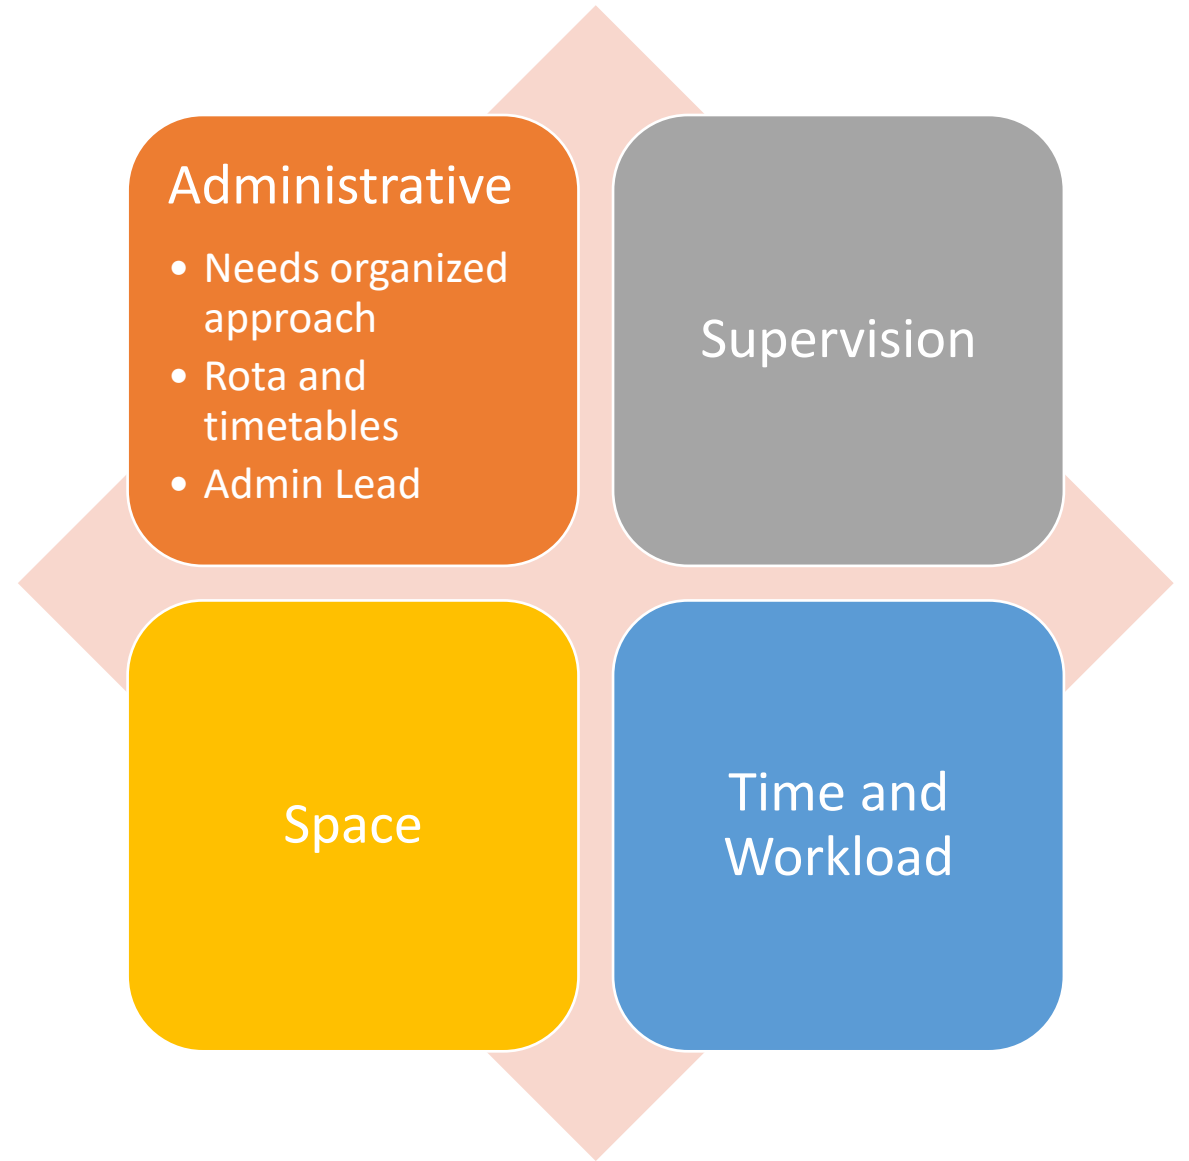 Administrative
• Needs organized
approach
• Rota and
timetables
• Admin Lead
Supervision
Space
Time and
Workload